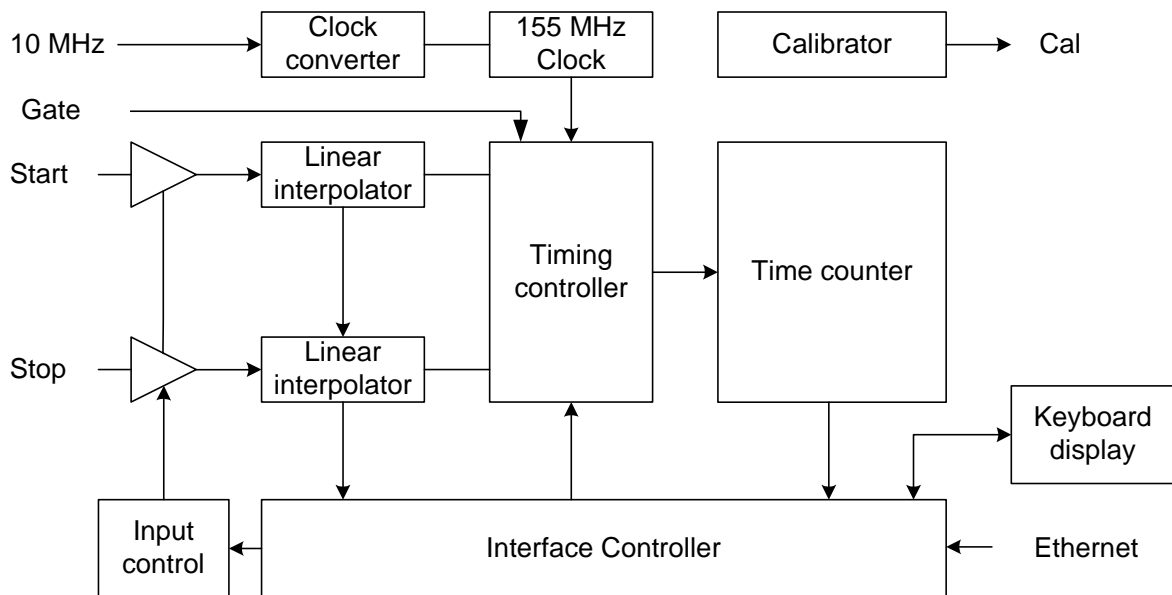 10 MHz
Clock
converter
155 MHz
Clock
Calibrator
Cal
Gate
Start
Linear
interpolator
Timing
controller
Time counter
Stop
Linear
interpolator
Keyboard
display
Input
control
Interface Controller
Ethernet